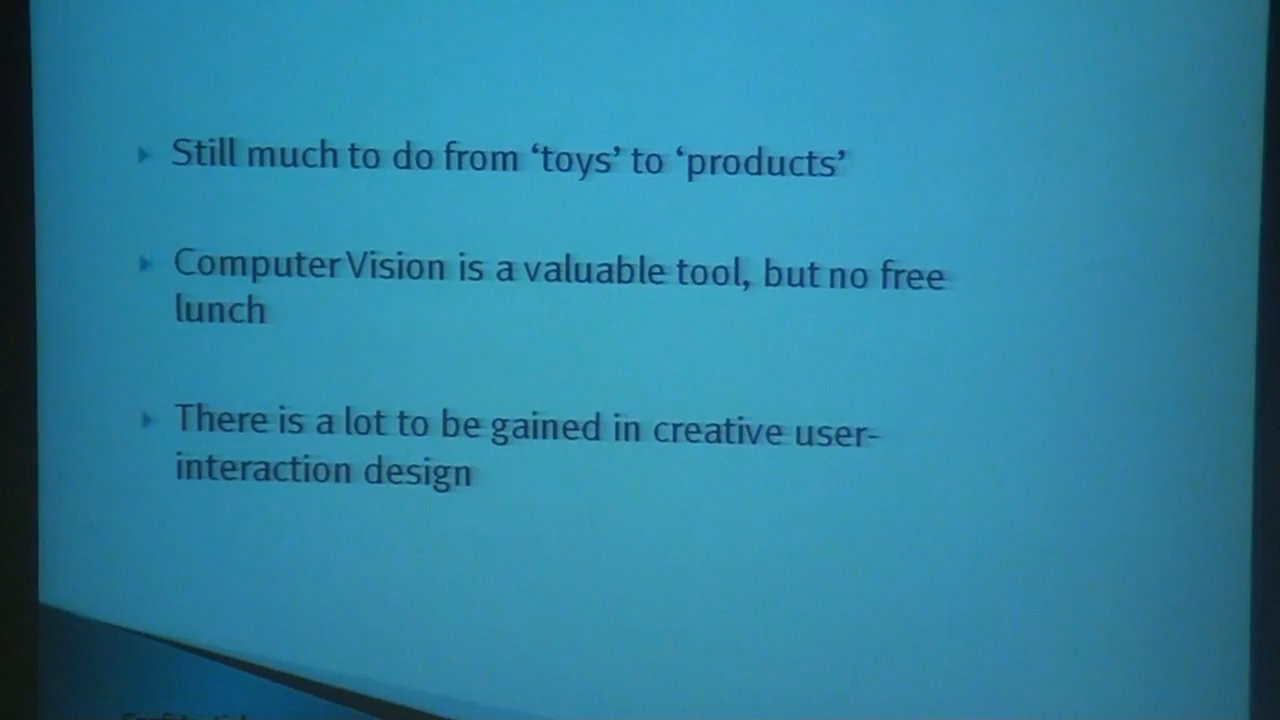 Still much to do from ‘toys’ to ‘products’
Computer Vision is a valuable tool, but no free
lunch
There is a lot to be gained in creative user-
interaction design